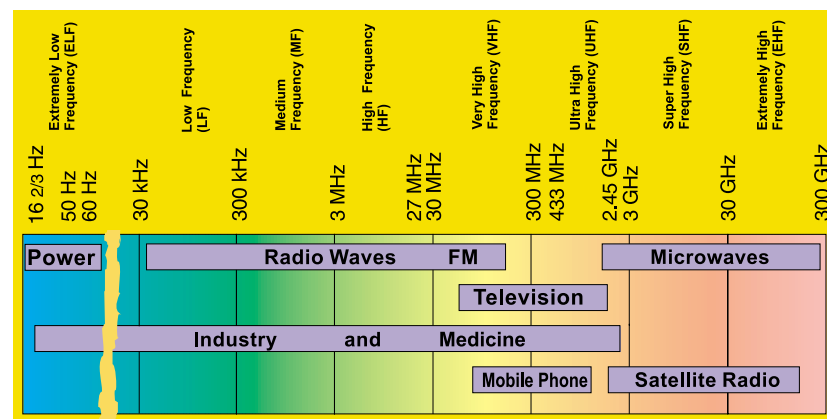 Extremely Low
Frequency (ELF)
Low Frequency
(LF)
Medium
Frequency (MF)
High Frequency
(HF)
Very High
Frequency (VHF)
Ultra High
Frequency (UHF)
Super High
Frequency (SHF)
Extremely High
Frequency (EHF)
16 2/3 Hz
50 Hz
60 Hz
30 kHz
300 kHz
3 MHz
27 MHz
30 MHz
300 MHz
433 MHz
2.45 GHz
3 GHz
30 GHz
300 GHz
Power
Radio Waves FM
Microwaves
Television
Industry and Medicine
Mobile Phone
Satellite Radio